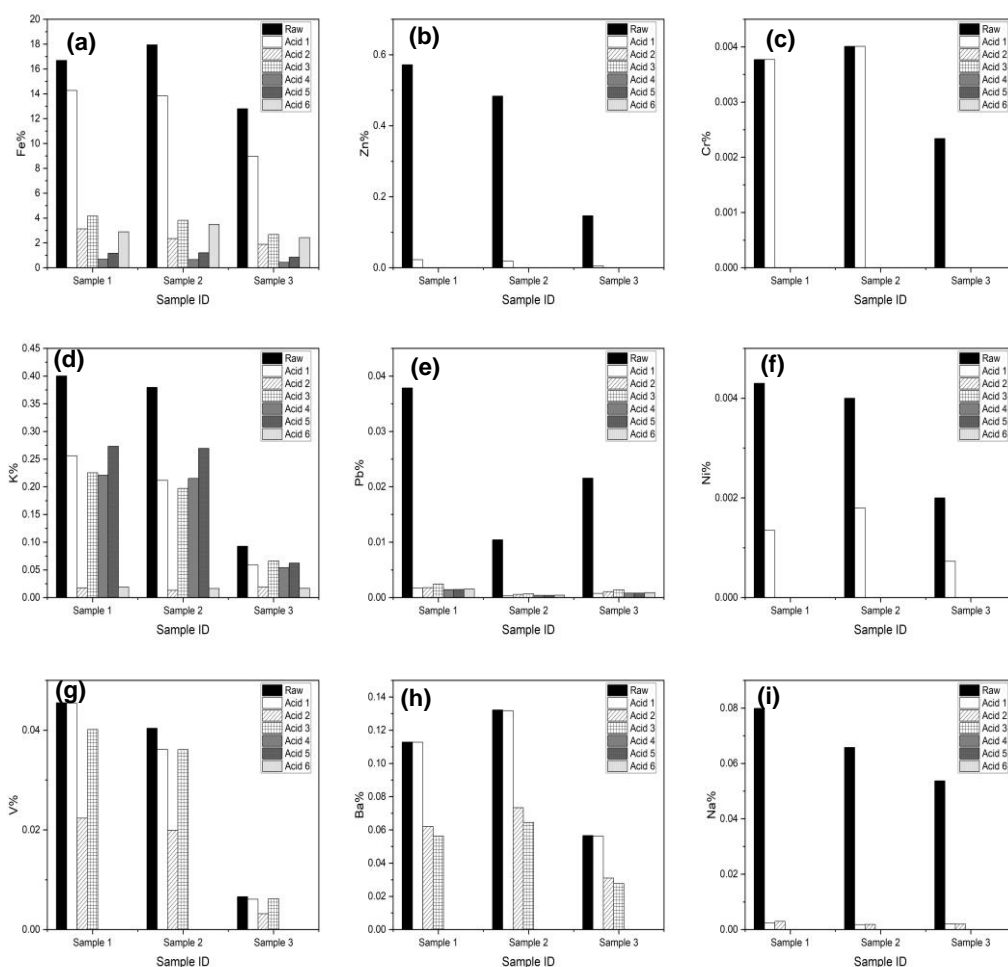 (a)
Fe%
20
18
16
14
12
10
8
6
4
2
0
Raw
Acid 1
Acid 2
Acid 3
Acid 4
Acid 5
Acid 6
Sample 1 Sample 2 Sample 3
Sample ID
(b)
Zn%
0.6
0.4
0.2
0.0
Raw
Acid 1
Acid 2
Acid 3
Acid 4
Acid 5
Acid 6
Sample 1 Sample 2 Sample 3
Sample ID
(c)
Cr%
0.004
0.003
0.002
0.001
0.000
Raw
Acid 1
Acid 2
Acid 3
Acid 4
Acid 5
Acid 6
Sample 1 Sample 2 Sample 3
Sample ID
(d)
K%
0.45
0.40
0.35
0.30
0.25
0.20
0.15
0.10
0.05
0.00
Raw
Acid 1
Acid 2
Acid 3
Acid 4
Acid 5
Acid 6
Sample 1 Sample 2 Sample 3
Sample ID
(e)
Pb%
0.04
0.03
0.02
0.01
0.00
Raw
Acid 1
Acid 2
Acid 3
Acid 4
Acid 5
Acid 6
Sample 1 Sample 2 Sample 3
Sample ID
(f)
Ni%
0.004
0.002
0.000
Raw
Acid 1
Acid 2
Acid 3
Acid 4
Acid 5
Acid 6
Sample 1 Sample 2 Sample 3
Sample ID
(g)
V%
0.04
0.02
0.00
Raw
Acid 1
Acid 2
Acid 3
Acid 4
Acid 5
Acid 6
Sample 1 Sample 2 Sample 3
Sample ID
(h)
Ba%
0.14
0.12
0.10
0.08
0.06
0.04
0.02
0.00
Raw
Acid 1
Acid 2
Acid 3
Acid 4
Acid 5
Acid 6
Sample 1 Sample 2 Sample 3
Sample ID
(i)
Na%
0.08
0.06
0.04
0.02
0.00
Raw
Acid 1
Acid 2
Acid 3
Acid 4
Acid 5
Acid 6
Sample 1 Sample 2 Sample 3
Sample ID